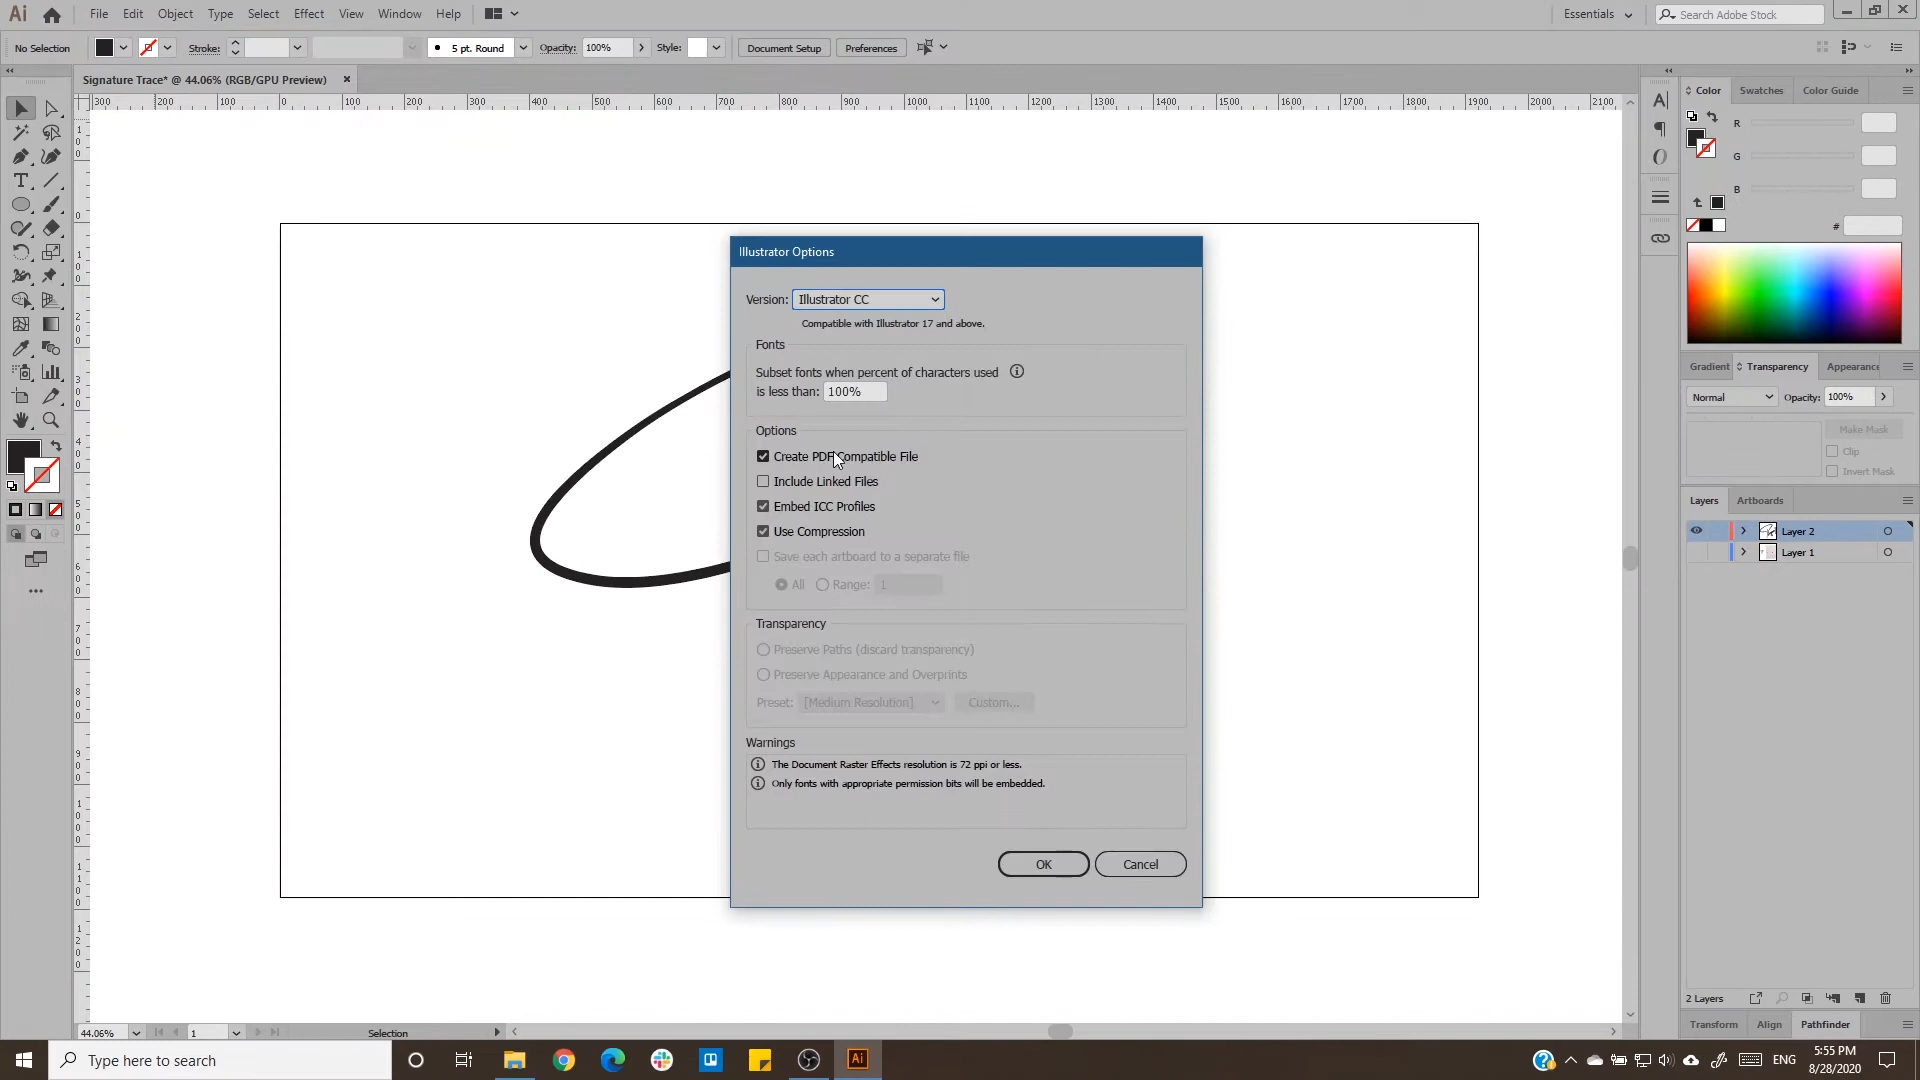 Ai File Edit Object Type Select Effect View Window Help Essentials Search Adobe Stock
No Selection Stroke: 5 pt. Round Opacity: 100% Style: Document Setup Preferences
Signature Trace* @ 44.06% (RGB/GPU Preview)
300 200 100 0 100 200 300 400 500 600 700 800 900 1000 1100 1200 1300 1400 1500 1600 1700 1800 1900 2000 2100
Illustrator Options
Version: Illustrator CC
Compatible with Illustrator 17 and above.
Fonts
Subset fonts when percent of characters used
is less than: 100%
Options
Create PDF Compatible File
Include Linked Files
Embed ICC Profiles
Use Compression
Save each artboard to a separate file
All Range: 1
Transparency
Preserve Paths (discard transparency)
Preserve Appearance and Overprints
Preset: [Medium Resolution] Custom...
Warnings
The Document Raster Effects resolution is 72 ppi or less.
Only fonts with appropriate permission bits will be embedded.
OK Cancel
Color Swatches Color Guide
R
G
B
#
Gradient Transparency Appearance
Normal Opacity: 100%
Make Mask
Clip
Invert Mask
Layers Artboards
Layer 2
Layer 1
2 Layers
Transform Align Pathfinder
44.06% 1 Selection
Type here to search
Ai
ENG
5:55 PM
8/28/2020